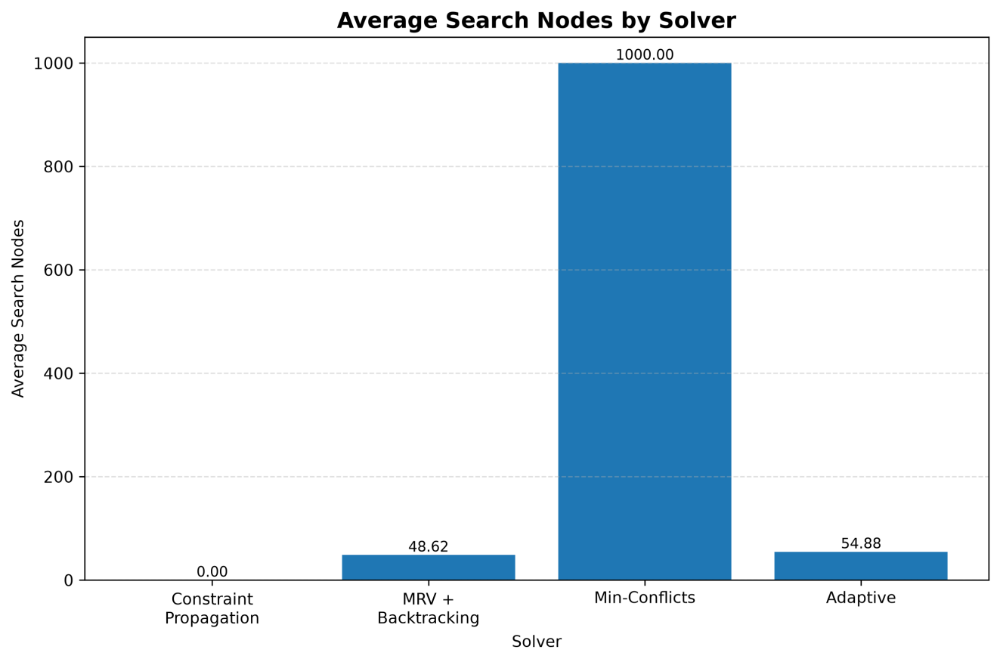 Average Search Nodes by Solver
Average Search Nodes
1000
800
600
400
200
0
0.00
48.62
1000.00
54.88
Constraint
Propagation
MRV +
Backtracking
Min-Conflicts
Adaptive
Solver